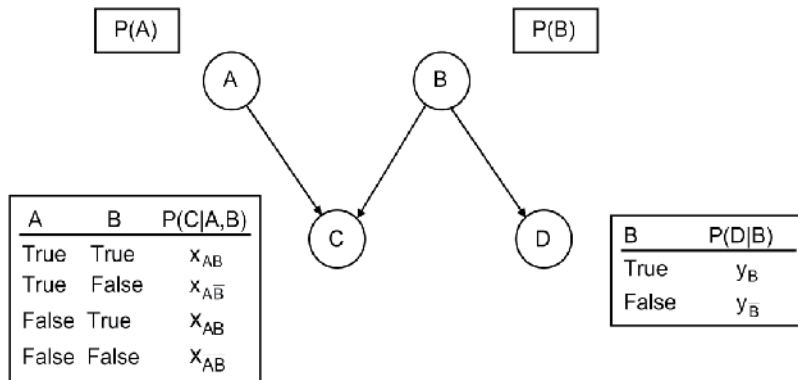 P(A)
P(B)
A
B
C
D
A B P(C|A,B)
True True x_AB
True False x_AB̅
False True x_AB
False False x_AB
B P(D|B)
True y_B
False y_B̅